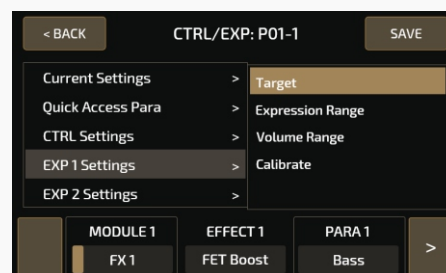 < BACK CTRL/EXP: P01-1 SAVE
Current Settings > Target
Quick Access Para > Expression Range
CTRL Settings > Volume Range
EXP 1 Settings > Calibrate
EXP 2 Settings >
MODULE 1 EFFECT 1 PARA 1 >
FX 1 FET Boost Bass